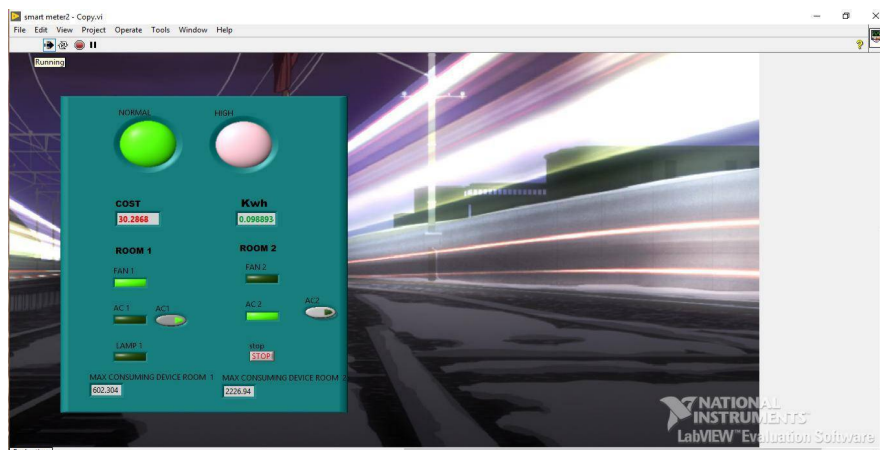 smart meter2 - Copy.vi
File Edit View Project Operate Tools Window Help
Running
NORMAL HIGH
COST Kwh
30.2868 0.098893
ROOM 1 ROOM 2
FAN 1 FAN 2
AC 1 AC1 AC 2 AC2
LAMP 1 stop
STOP
MAX CONSUMING DEVICE ROOM 1 MAX CONSUMING DEVICE ROOM
602.304 2226.94
NATIONAL
INSTRUMENTS
LabVIEW™ Evaluation Software